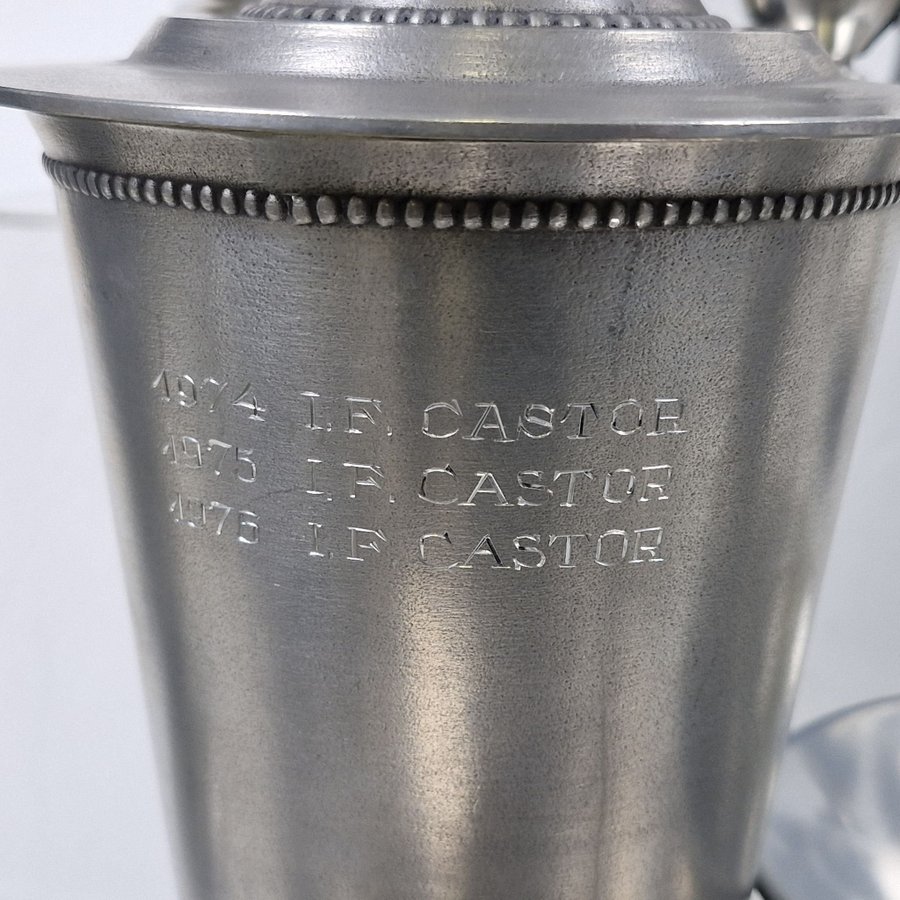 1974 I.F. CASTOR
1975 I.F. CASTOR
1976 I.F CASTOR